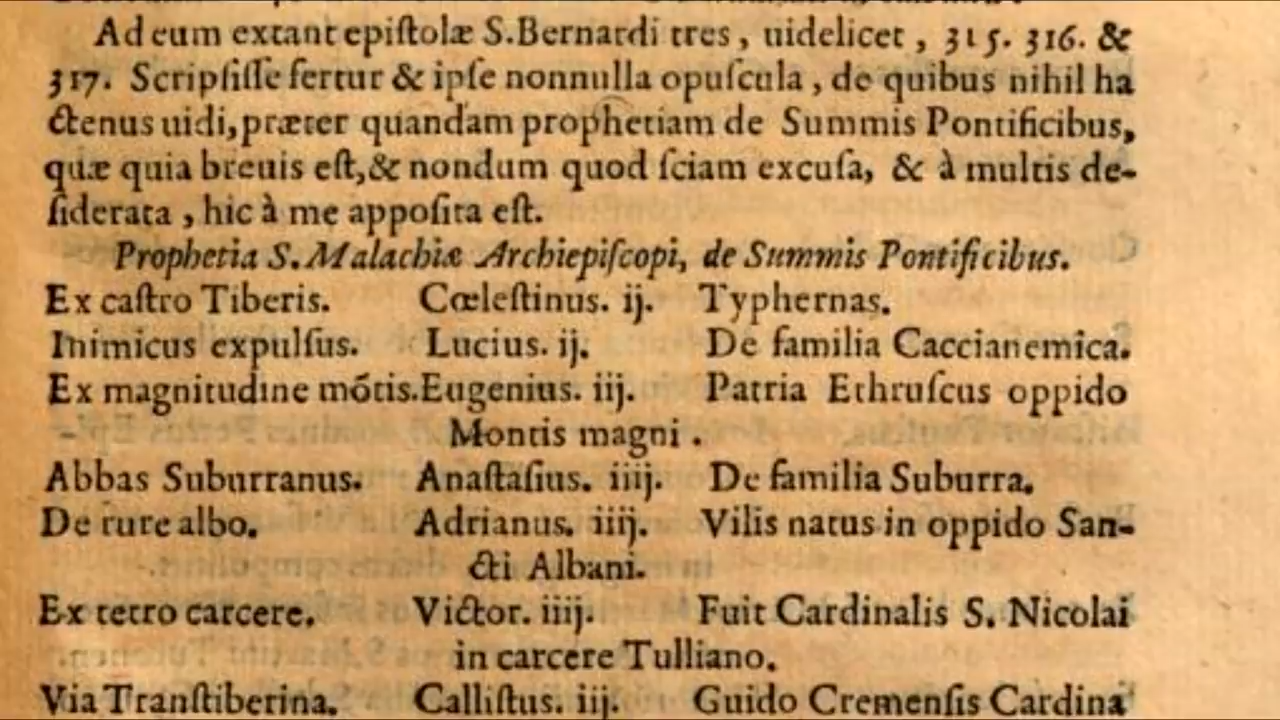 Ad eum extant epistolæ S.Bernardi tres, uidelicet, 315. 316. &
317. Scripsisse fertur & ipse nonnulla opuscula, de quibus nihil ha
ctenus uidi, præter quandam prophetiam de Summis Pontificibus,
quæ quia breuis est, & nondum quod sciam excusa, & à multis de-
siderata, hic à me apposita est.
Prophetia S. Malachiæ Archiepiscopi, de Summis Pontificibus.
Ex castro Tiberis. Cœlestinus. ij. Typhernas.
Inimicus expulsus. Lucius. ij. De familia Caccianemica.
Ex magnitudine mõtis. Eugenius. iij. Patria Ethruscus oppido
Montis magni.
Abbas Suburranus. Anastasius. iiij. De familia Suburra.
De rure albo. Adrianus. iiij. Vilis natus in oppido San-
cti Albani.
Ex tetro carcere. Victor. iiij. Fuit Cardinalis S. Nicolai
in carcere Tulliano.
Via Transtiberina. Callistus. iij. Guido Cremensis Cardina